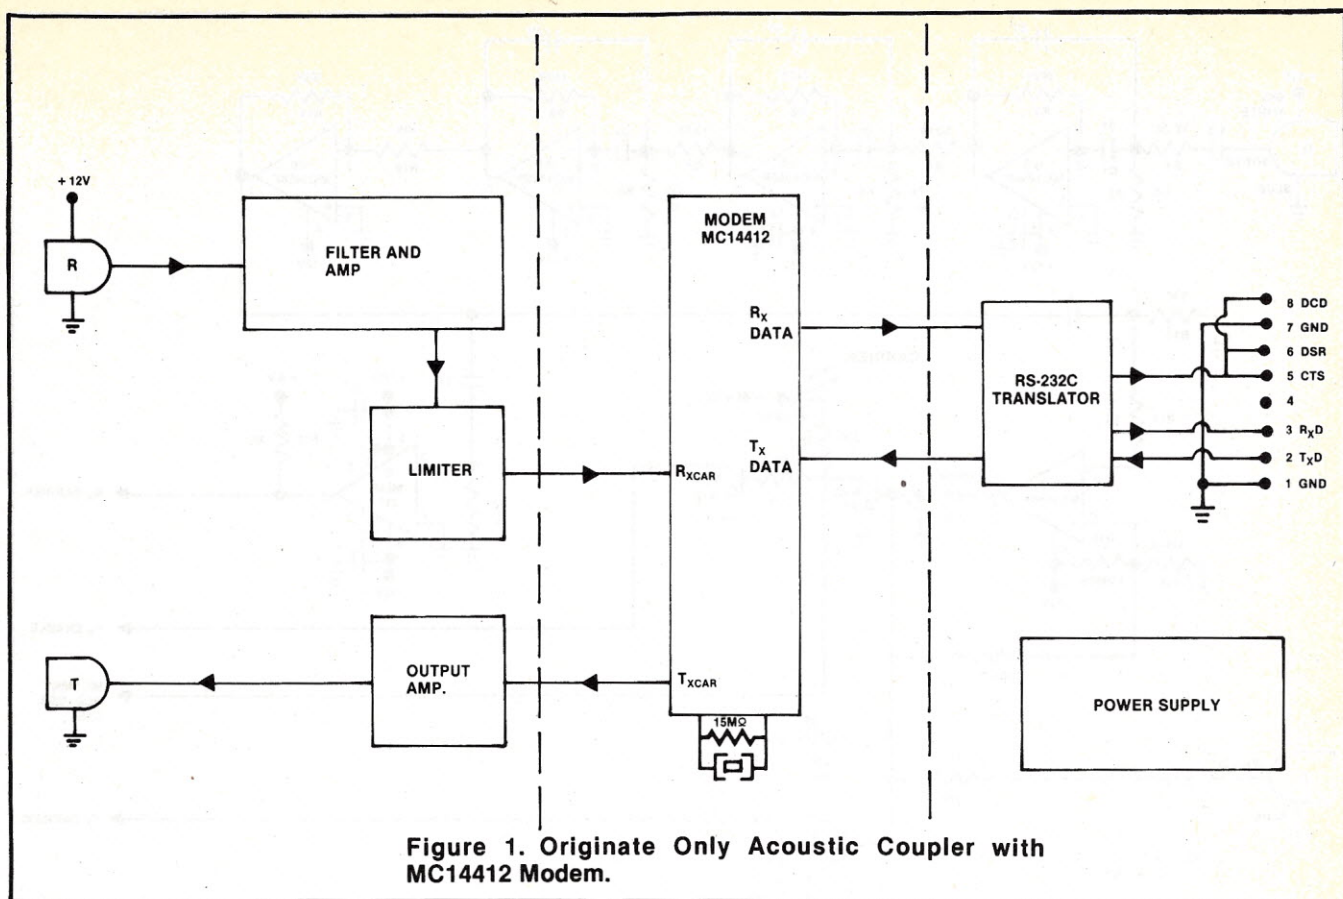 + 12V
R
FILTER AND
AMP
LIMITER
T
OUTPUT
AMP.
MODEM
MC14412
RX
DATA
TX
DATA
RXCAR
TXCAR
15MΩ
RS-232C
TRANSLATOR
8 DCD
7 GND
6 DSR
5 CTS
4
3 RXD
2 TXD
1 GND
POWER SUPPLY
Figure 1. Originate Only Acoustic Coupler with
MC14412 Modem.